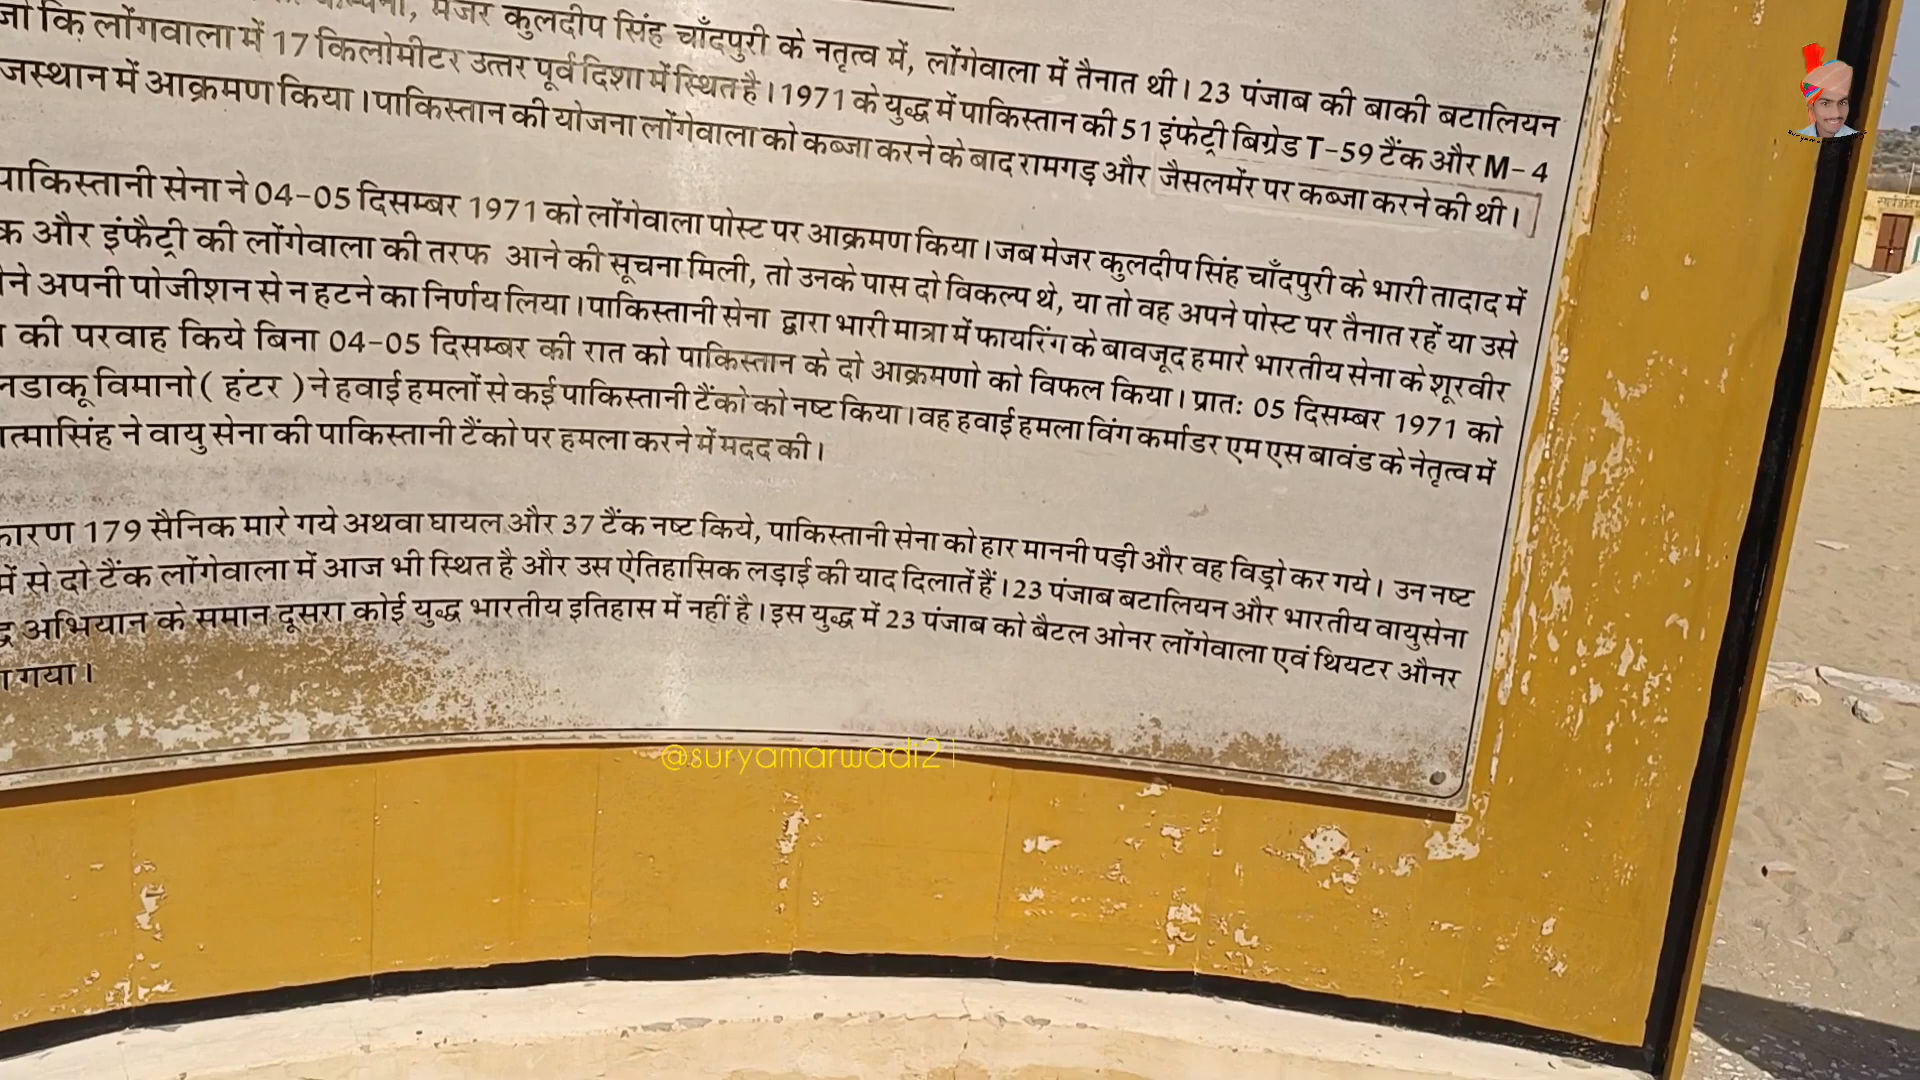 मेजर कुलदीप सिंह चाँदपुरी के नतृत्व में, लोंगेवाला में तैनात थी। 23 पंजाब की बाकी बटालियन
जो कि लोंगवाला में 17 किलोमीटर उत्तर पूर्व दिशा में स्थित है। 1971 के युद्ध में पाकिस्तान की 51 इंफेट्री बिग्रेड T-59 टैंक और M-4
जस्थान में आक्रमण किया। पाकिस्तान की योजना लोंगेवाला को कब्जा करने के बाद रामगड़ और जैसलमेंर पर कब्जा करने की थी।
पाकिस्तानी सेना ने 04-05 दिसम्बर 1971 को लोंगेवाला पोस्ट पर आक्रमण किया। जब मेजर कुलदीप सिंह चाँदपुरी के भारी तादाद में
क और इंफैट्री की लोंगेवाला की तरफ आने की सूचना मिली, तो उनके पास दो विकल्प थे, या तो वह अपने पोस्ट पर तैनात रहें या उसे
ने अपनी पोजीशन से न हटने का निर्णय लिया। पाकिस्तानी सेना द्वारा भारी मात्रा में फायरिंग के बावजूद हमारे भारतीय सेना के शूरवीर
की परवाह किये बिना 04-05 दिसम्बर की रात को पाकिस्तान के दो आक्रमणो को विफल किया। प्रातः 05 दिसम्बर 1971 को
लडाकू विमानो ( हंटर ) ने हवाई हमलों से कई पाकिस्तानी टैंको को नष्ट किया। वह हवाई हमला विंग कर्माडर एम एस बावंड के नेतृत्व में
त्मासिंह ने वायु सेना की पाकिस्तानी टैंको पर हमला करने में मदद की।
कारण 179 सैनिक मारे गये अथवा घायल और 37 टैंक नष्ट किये, पाकिस्तानी सेना को हार माननी पड़ी और वह विड्रो कर गये। उन नष्ट
में से दो टैंक लोंगेवाला में आज भी स्थित है और उस ऐतिहासिक लड़ाई की याद दिलातें हैं। 23 पंजाब बटालियन और भारतीय वायुसेना
अभियान के समान दूसरा कोई युद्ध भारतीय इतिहास में नहीं है। इस युद्ध में 23 पंजाब को बैटल ओनर लोंगेवाला एवं थियटर औनर
गया।
@suryamarwadi21